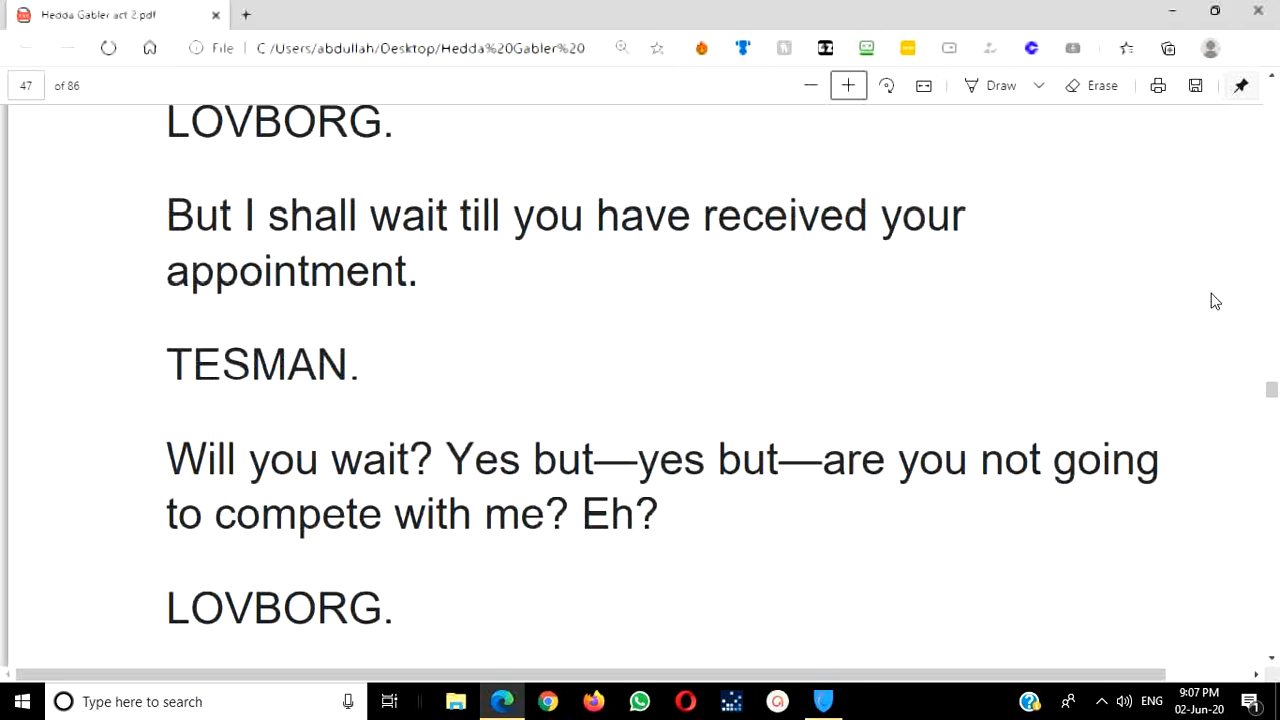 Hedda Gabler act 2.pdf
File
C:/Users/abdullah/Desktop/Hedda%20Gabler%20
47 of 86
Draw
Erase
LOVBORG.
But I shall wait till you have received your
appointment.
TESMAN.
Will you wait? Yes but—yes but—are you not going
to compete with me? Eh?
LOVBORG.
Type here to search
ENG
9:07 PM
02-Jun-20
1